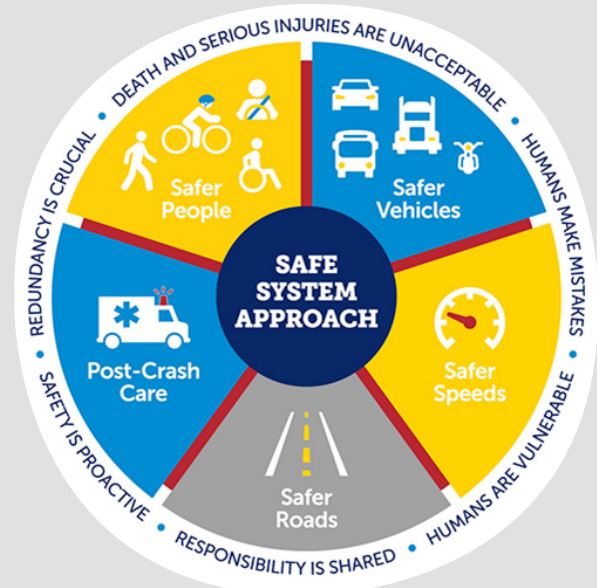 DEATH AND SERIOUS INJURIES ARE UNACCEPTABLE
HUMANS MAKE MISTAKES
HUMANS ARE VULNERABLE
RESPONSIBILITY IS SHARED
SAFETY IS PROACTIVE
REDUNDANCY IS CRUCIAL
Safer
People
Safer
Vehicles
SAFE
SYSTEM
APPROACH
Post-Crash
Care
Safer
Speeds
Safer
Roads